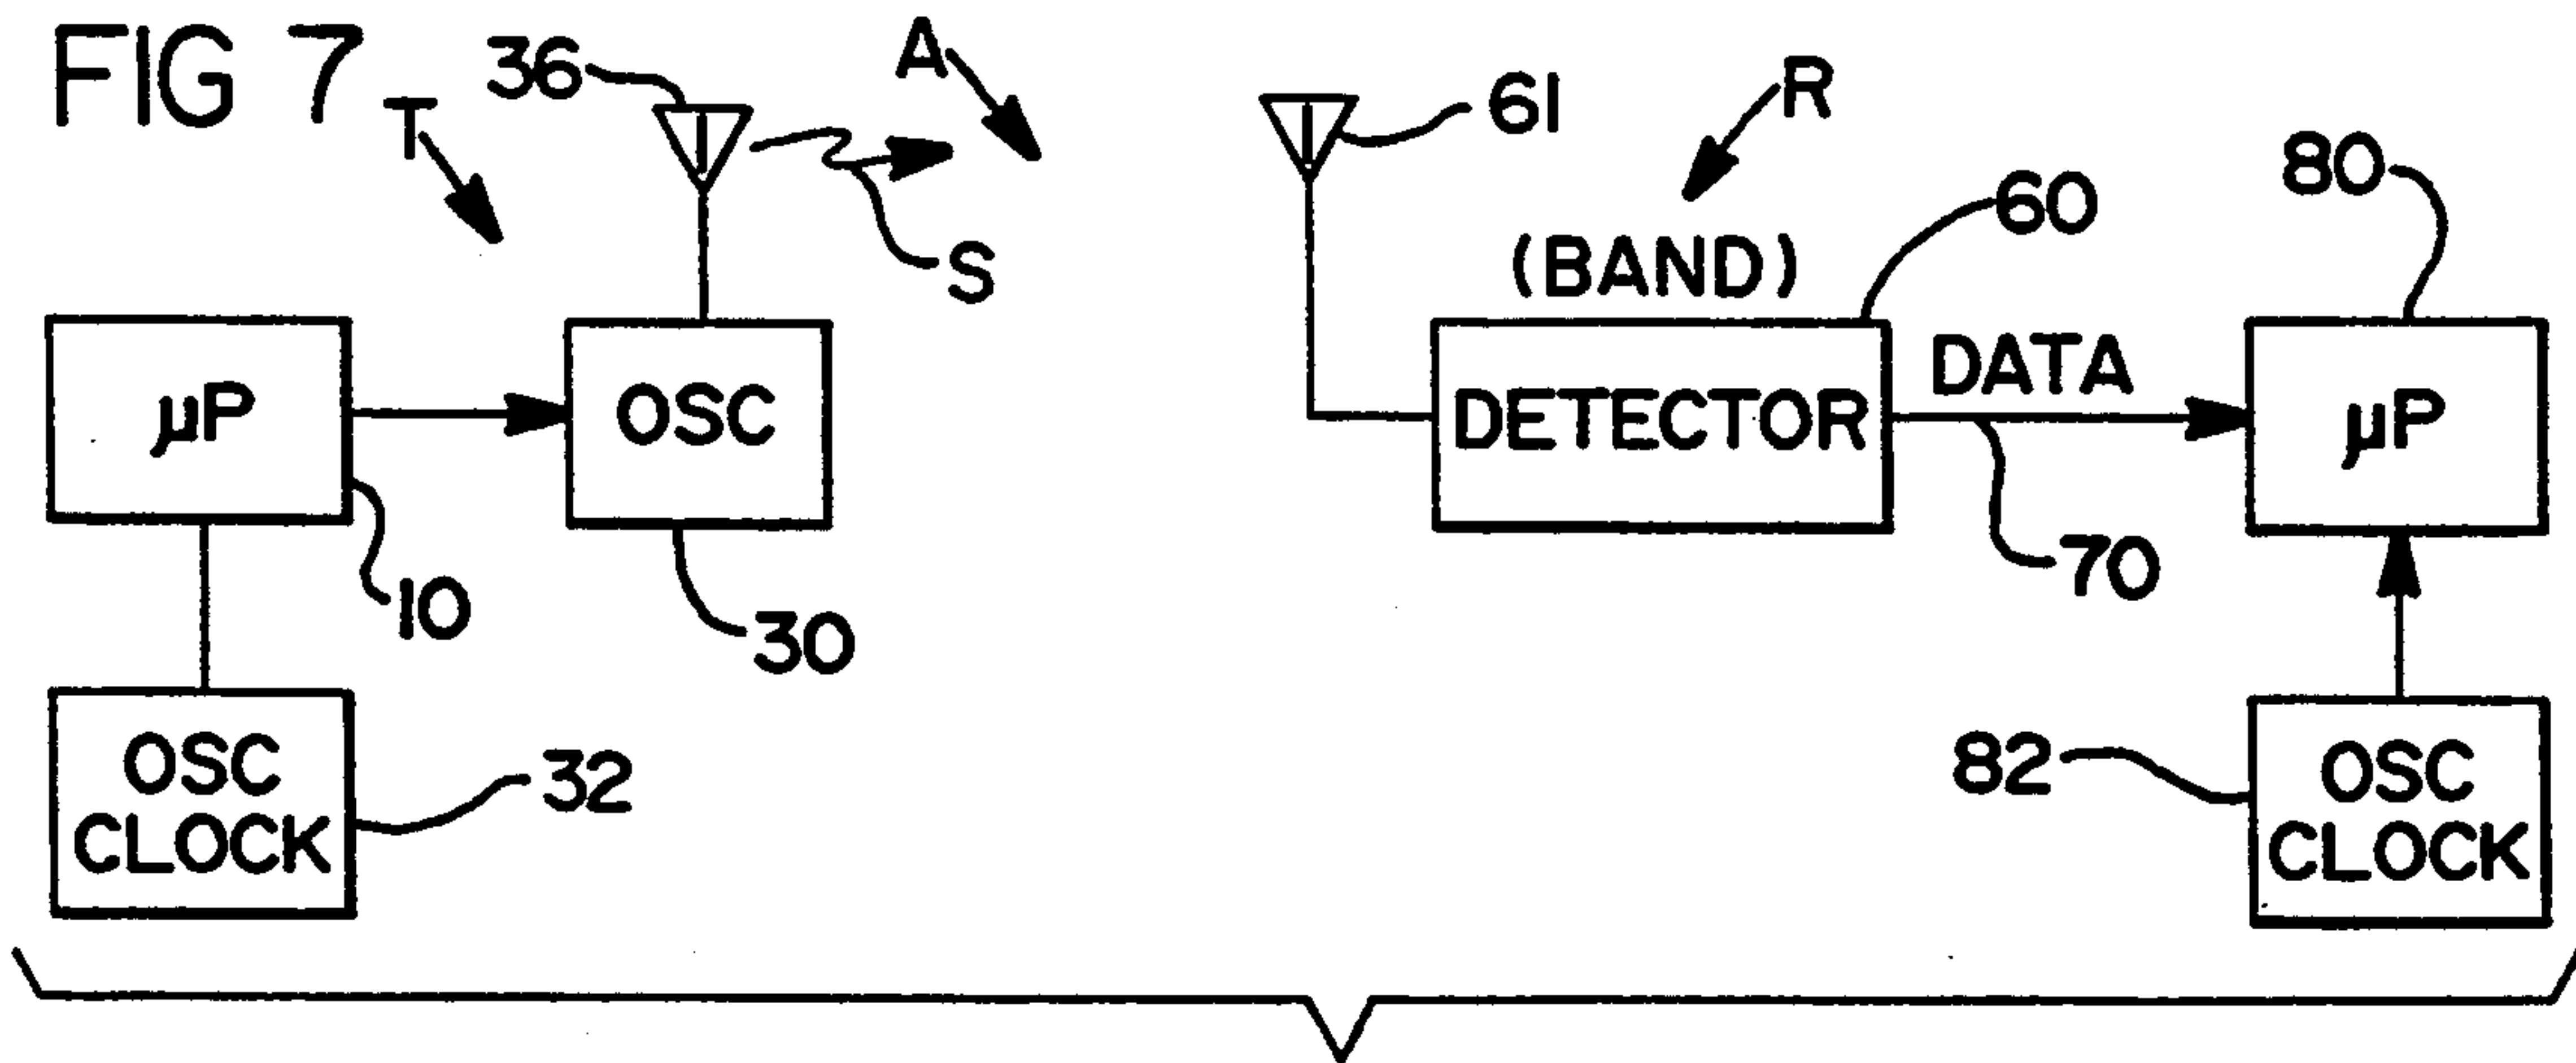 FIG 7
T
36
A
S
61
R
(BAND)
60
80
µP
OSC
DETECTOR
DATA
µP
10
30
70
OSC
CLOCK
32
82
OSC
CLOCK